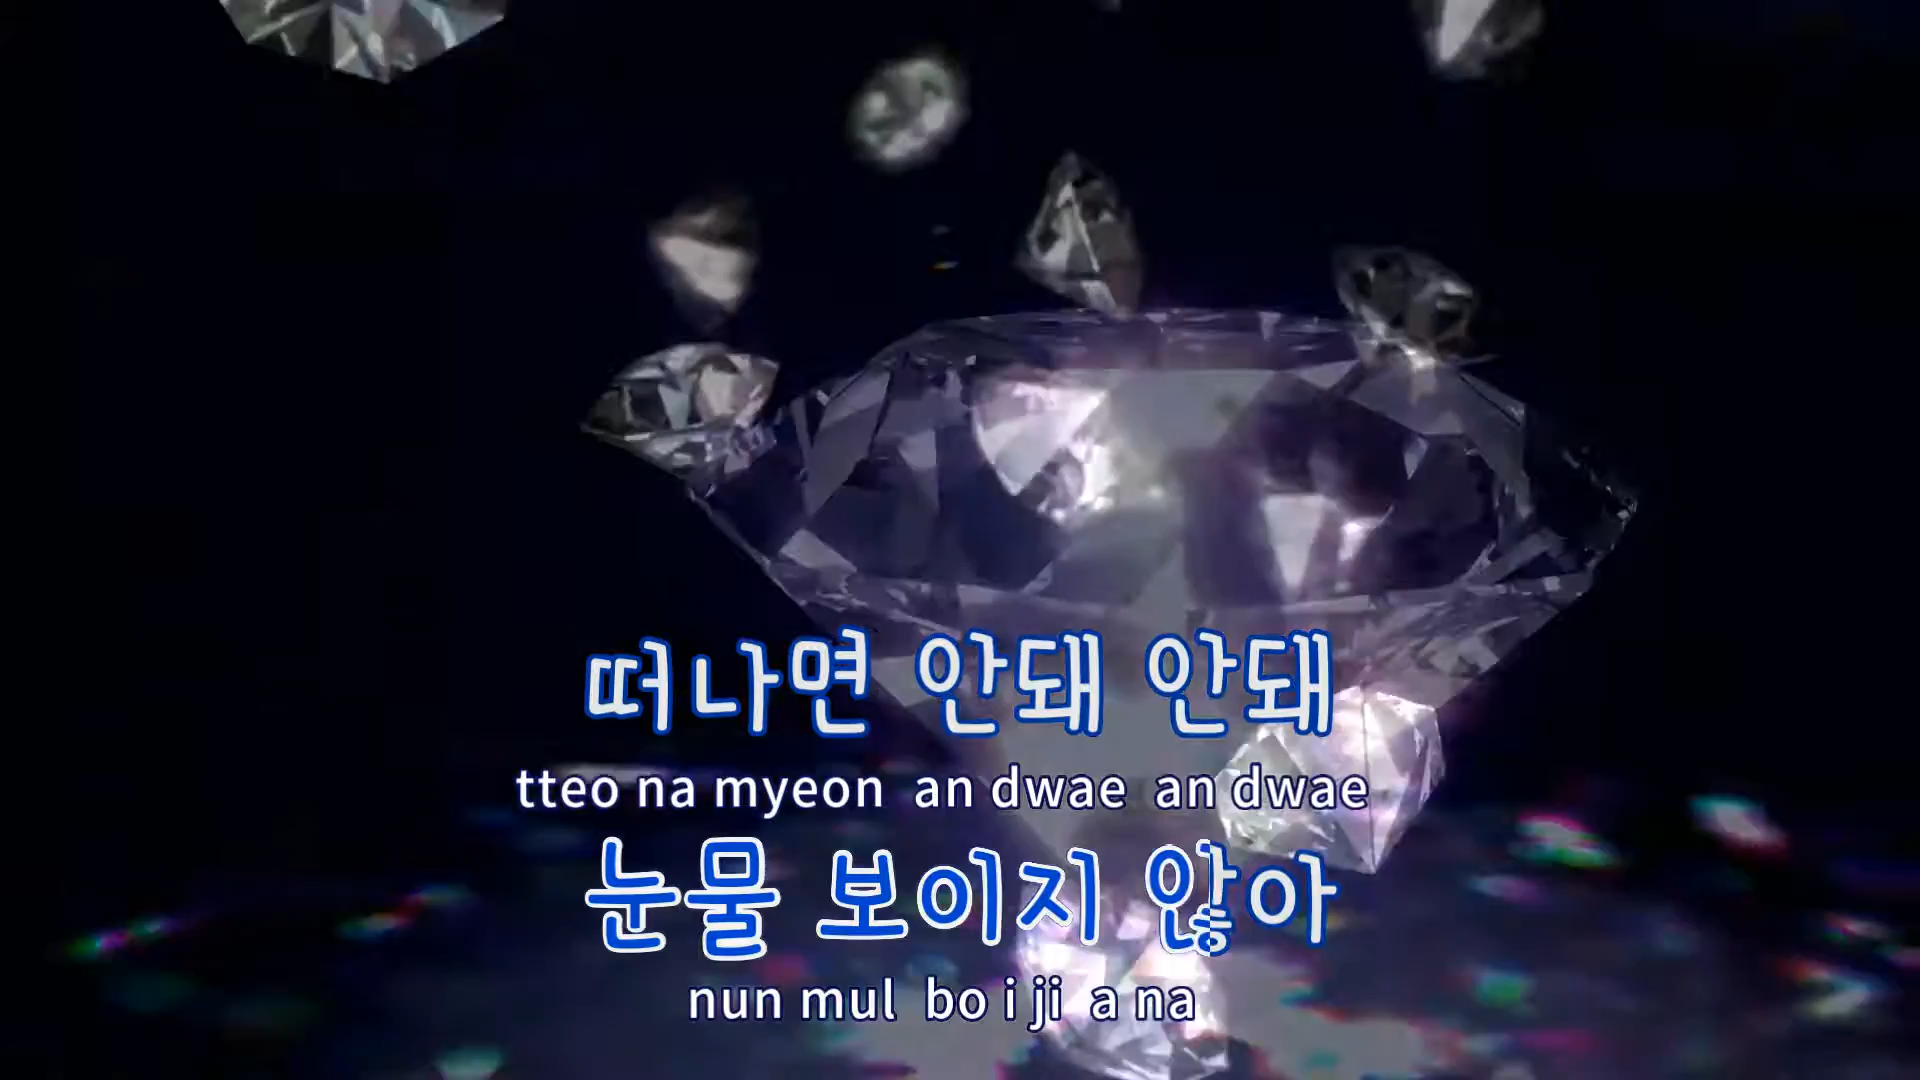 떠나면 안돼 안돼
tteo na myeon an dwae an dwae
눈물 보이지 않아
nun mul bo i ji a na